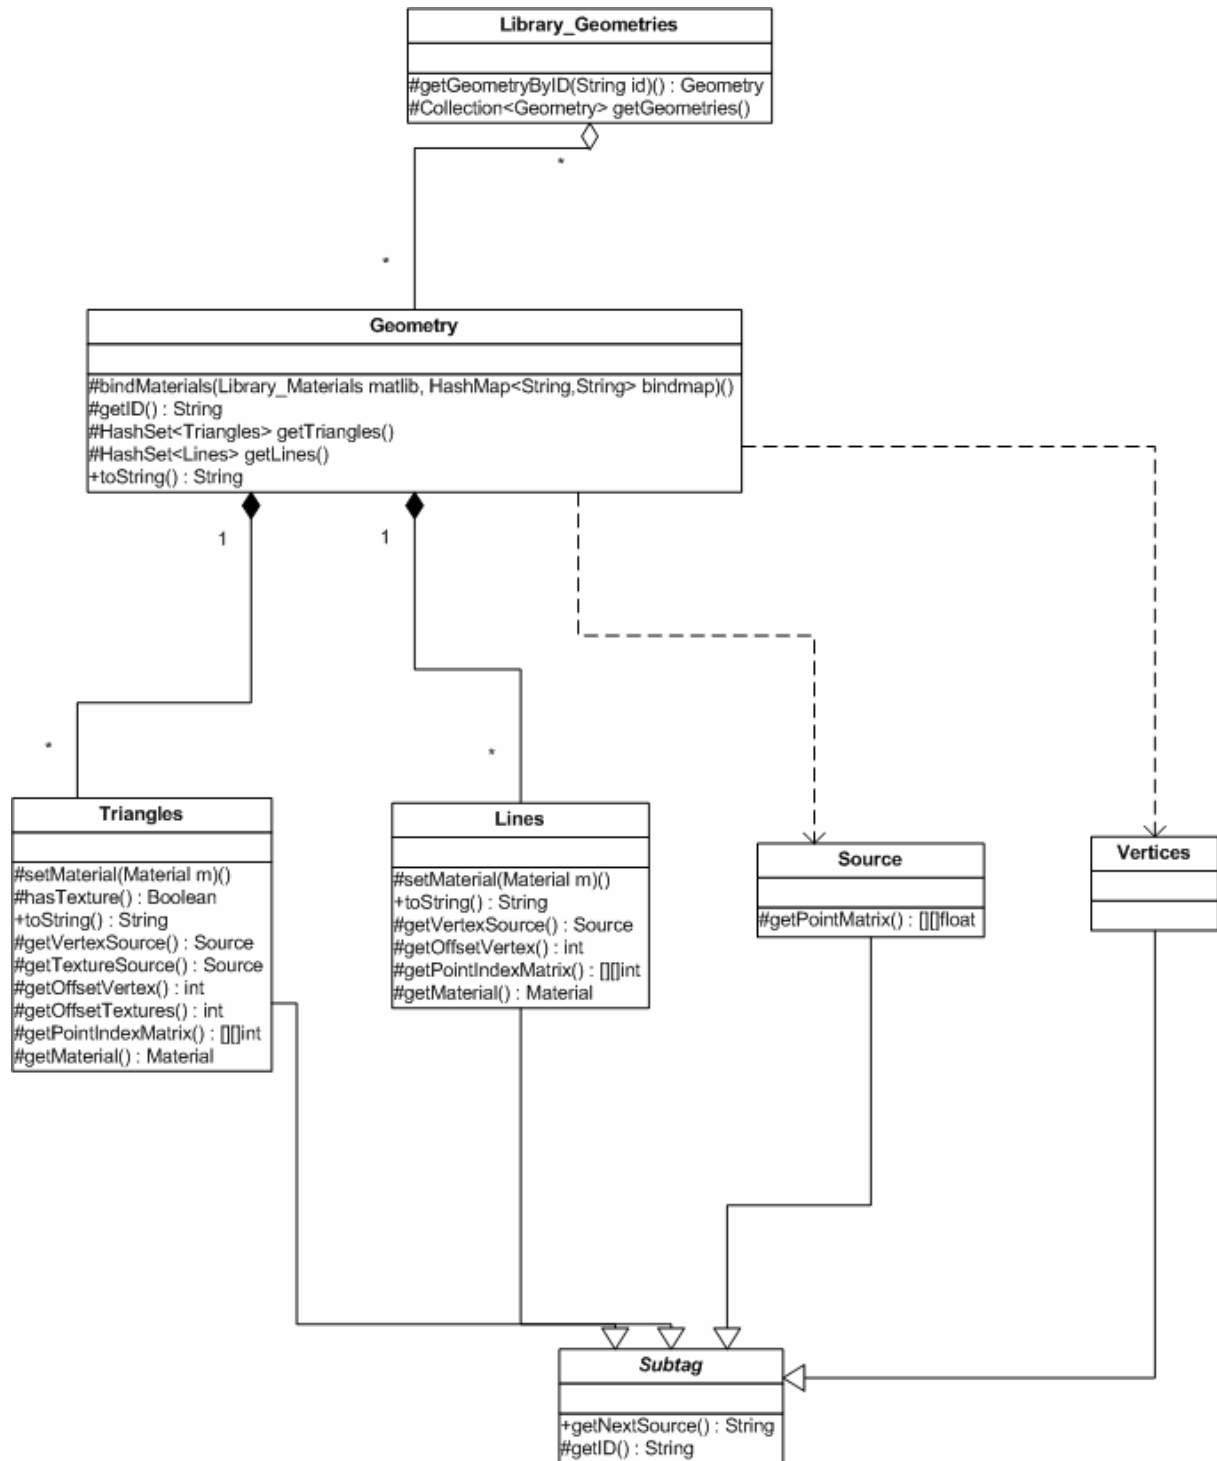 Library_Geometries
#getGeometryByID(String id)() : Geometry
#Collection<Geometry> getGeometries()
*
*
Geometry
#bindMaterials(Library_Materials matlib, HashMap<String,String> bindmap)()
#getID() : String
#HashSet<Triangles> getTriangles()
#HashSet<Lines> getLines()
+toString() : String
1
1
*
*
Triangles
#setMaterial(Material m)()
#hasTexture() : Boolean
+toString() : String
#getVertexSource() : Source
#getTextureSource() : Source
#getOffsetVertex() : int
#getOffsetTextures() : int
#getPointIndexMatrix() : [][]int
#getMaterial() : Material
Lines
#setMaterial(Material m)()
+toString() : String
#getVertexSource() : Source
#getOffsetVertex() : int
#getPointIndexMatrix() : [][]int
#getMaterial() : Material
Source
#getPointMatrix() : [][]float
Vertices
Subtag
+getNextSource() : String
#getID() : String